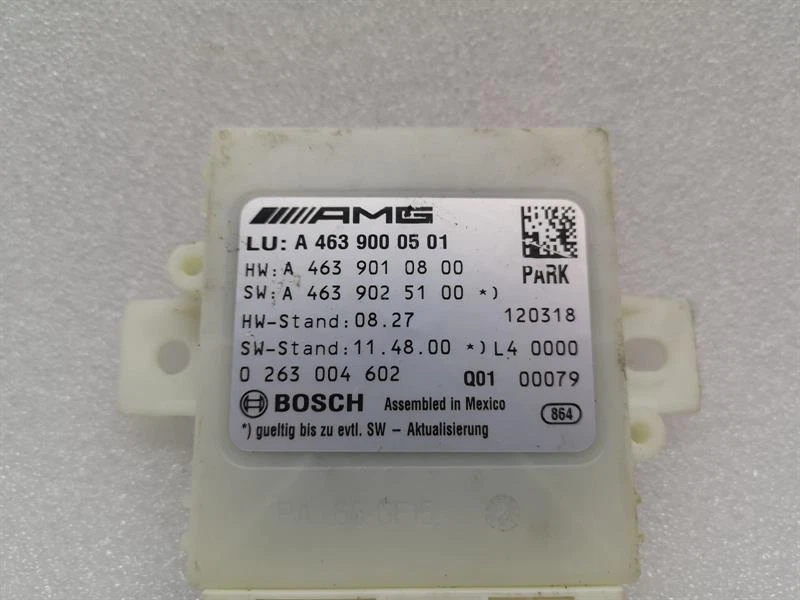 AMG
LU: A 463 900 05 01
PARK
HW: A 463 901 08 00
SW: A 463 902 51 00 *)
HW-Stand: 08.27
120318
SW-Stand: 11.48.00 *) L4 0000
0 263 004 602
Q01 00079
BOSCH Assembled in Mexico
864
*) gueltig bis zu evtl. SW - Aktualisierung